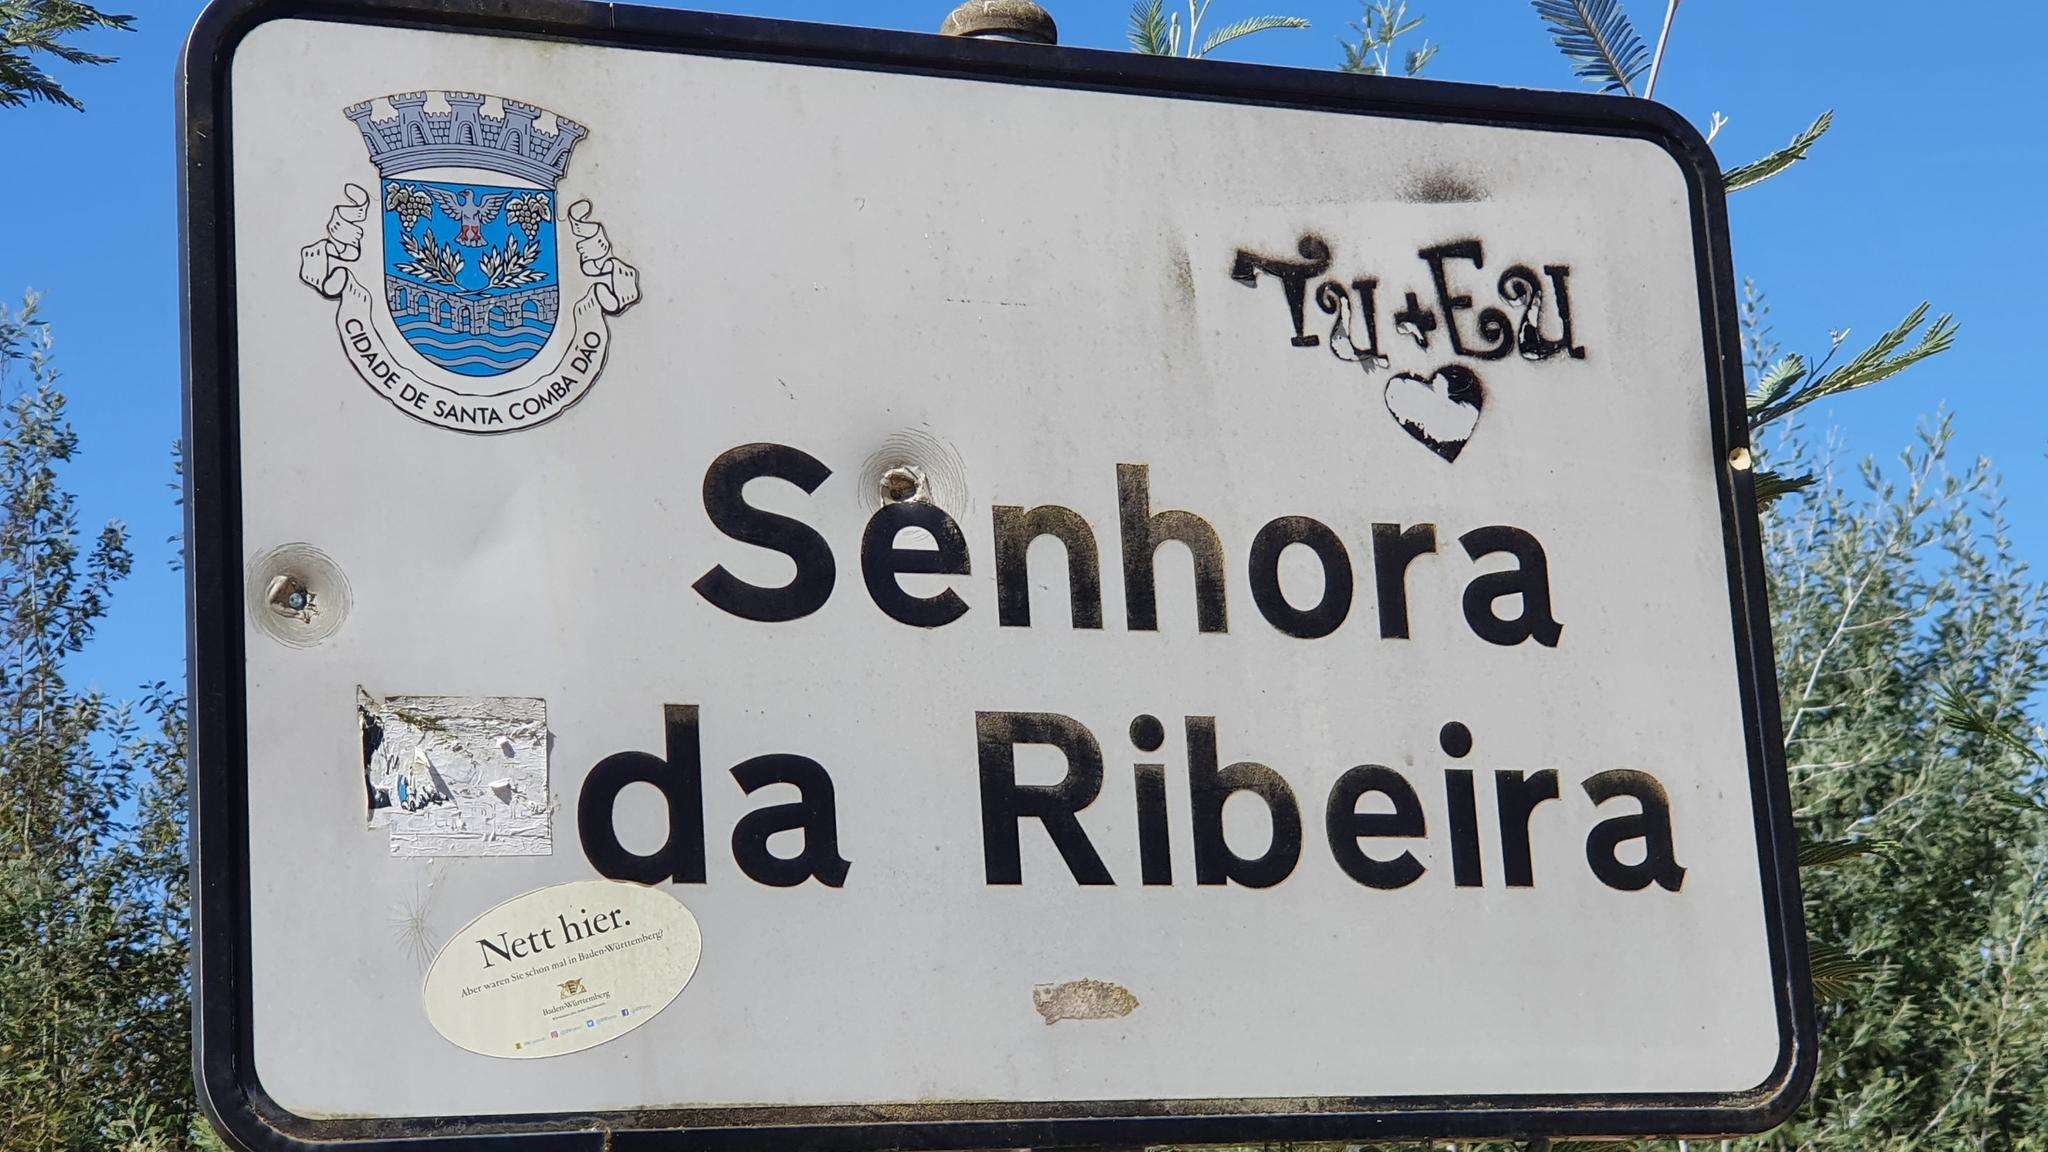 CIDADE DE SANTA COMBA DÃO
TU+EU
Senhora
da Ribeira
Nett hier.
Aber waren Sie schon mal in Baden-Württemberg?
Baden-Württemberg